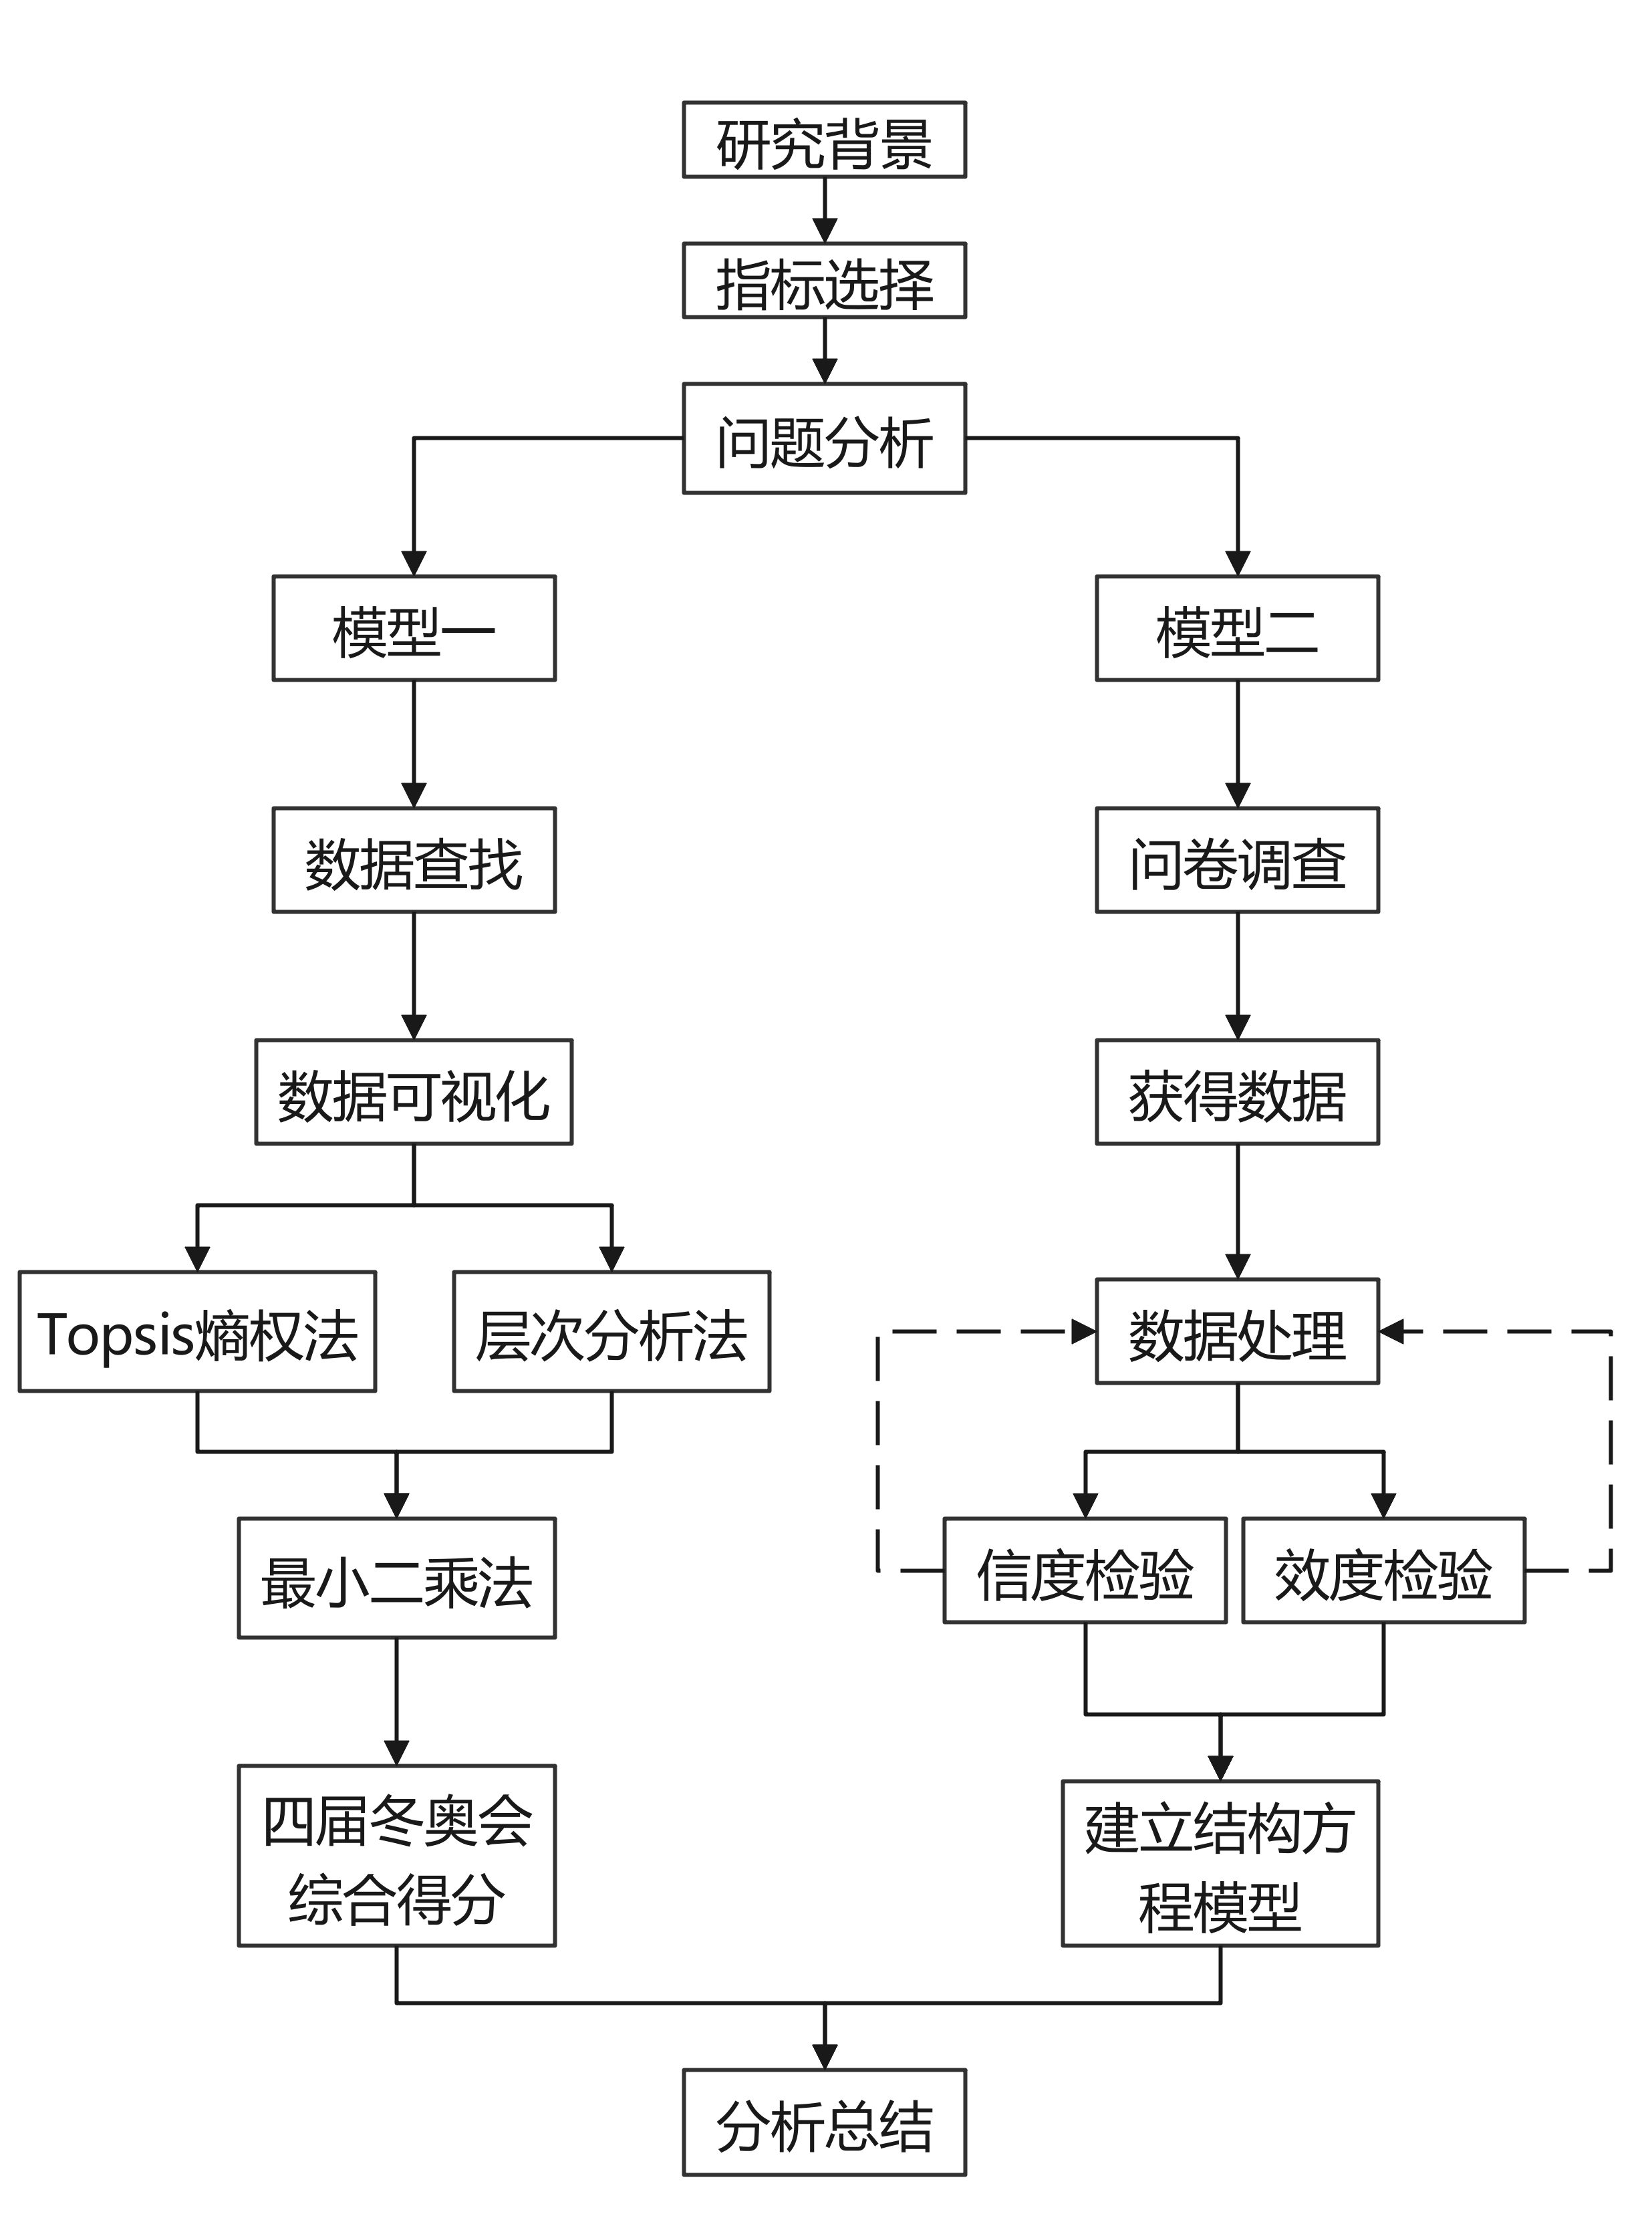 研究背景
指标选择
问题分析
模型一
模型二
数据查找
问卷调查
数据可视化
获得数据
Topsis熵权法
层次分析法
数据处理
最小二乘法
信度检验
效度检验
四届冬奥会
综合得分
建立结构方
程模型
分析总结